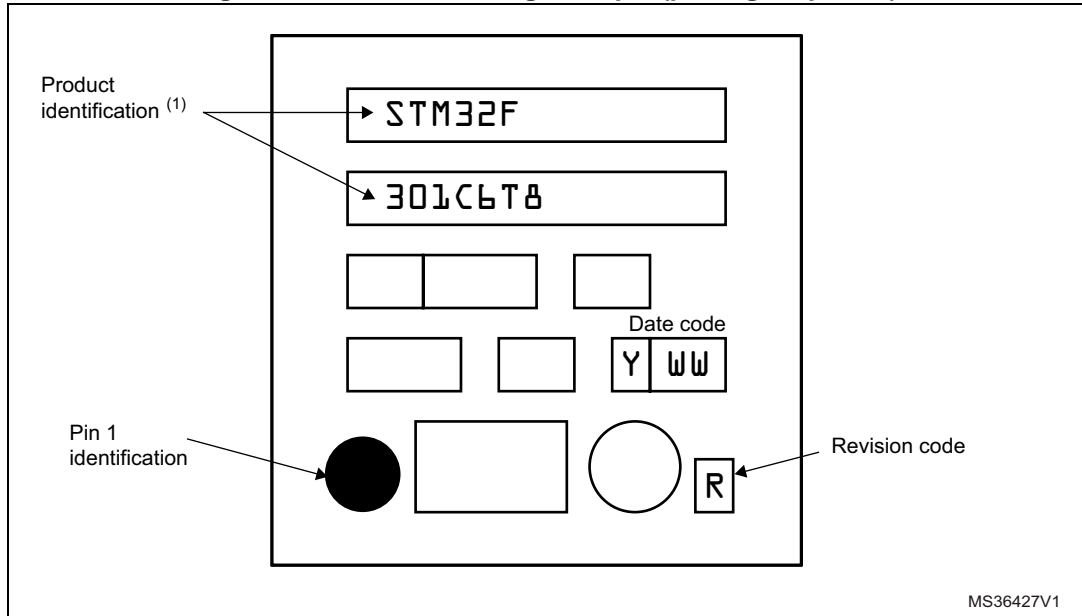 Product
identification (1)
STM32F
301C6T8
Date code
Y WW
Pin 1
identification
Revision code
R
MS36427V1